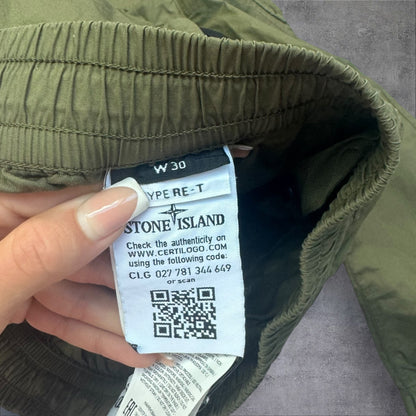 W 30
TYPE RE-T
STONE ISLAND
Check the authenticity
on WWW.CERTILOGO.COM
using the following code:
CLG 027 781 344 649
or scan